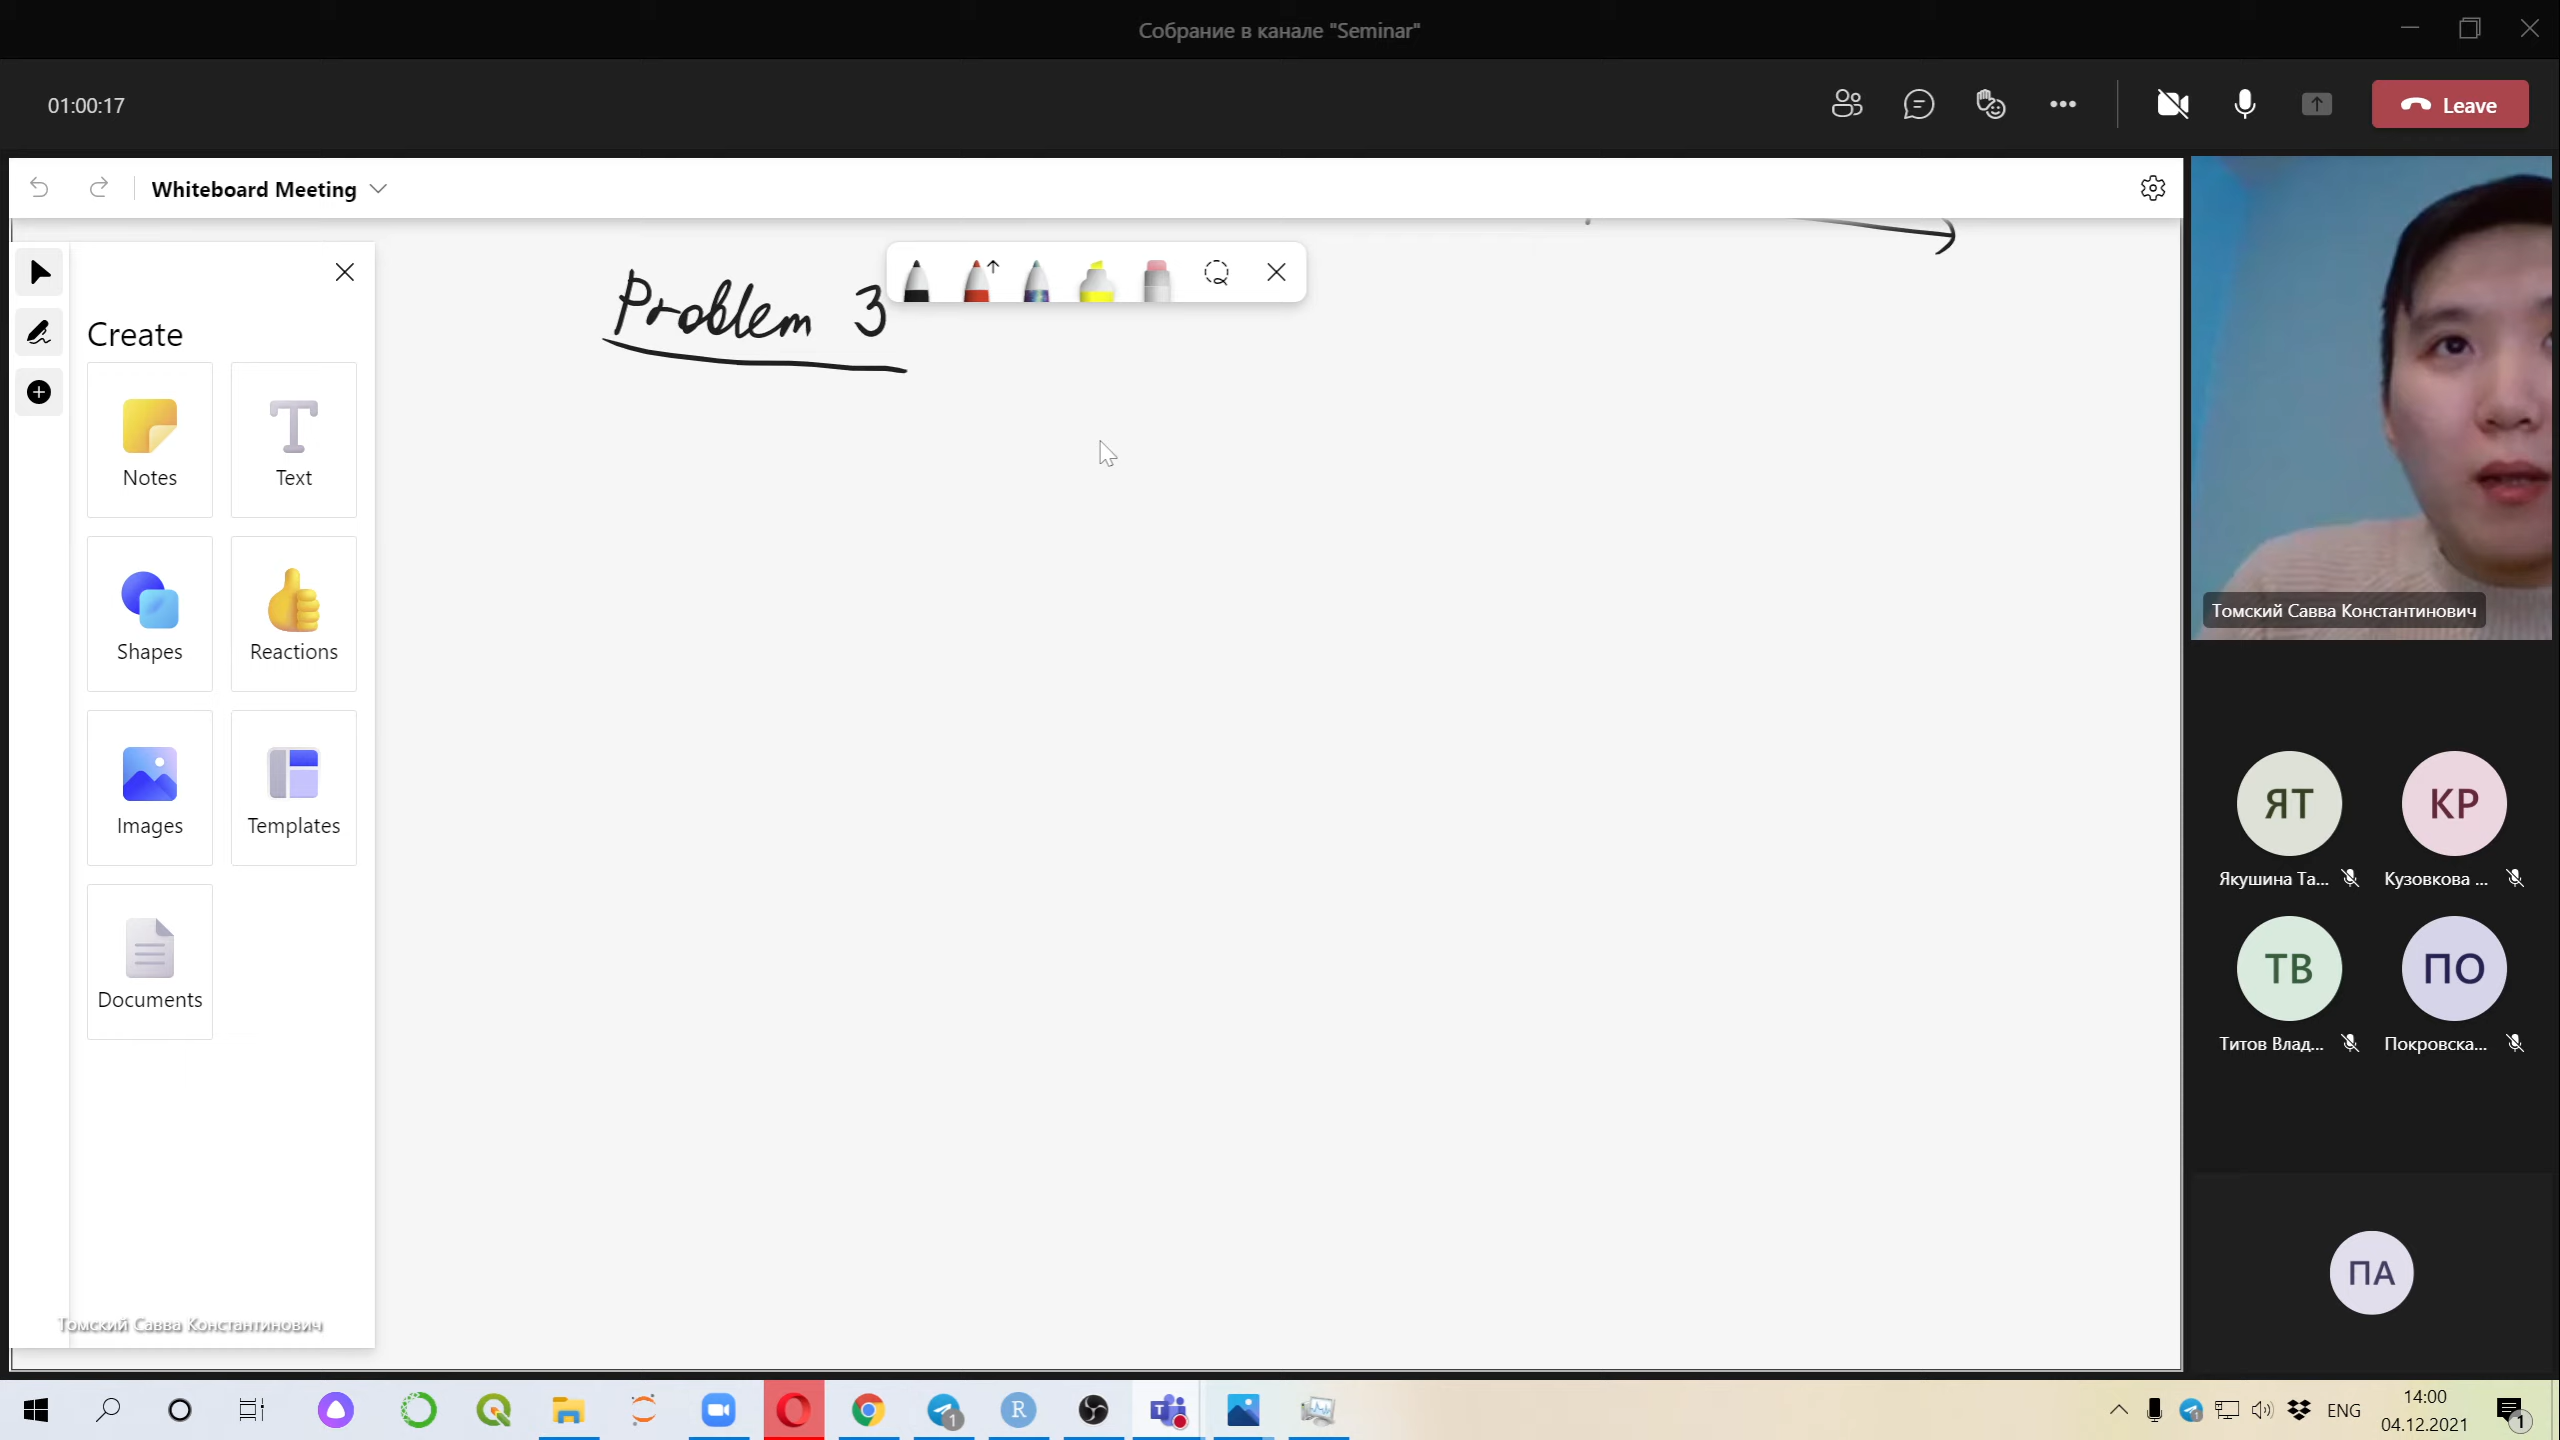 Собрание в канале "Seminar"
01:00:17
Leave
Whiteboard Meeting
Problem 3
Create
Notes
Text
Shapes
Reactions
Images
Templates
Documents
Томский Савва Константинович
Томский Савва Константинович
ЯТ
КР
Якушина Та...
Кузовкова ...
ТВ
ПО
Титов Влад...
Покровска...
ПА
T
R
1
ENG
14:00
04.12.2021
1